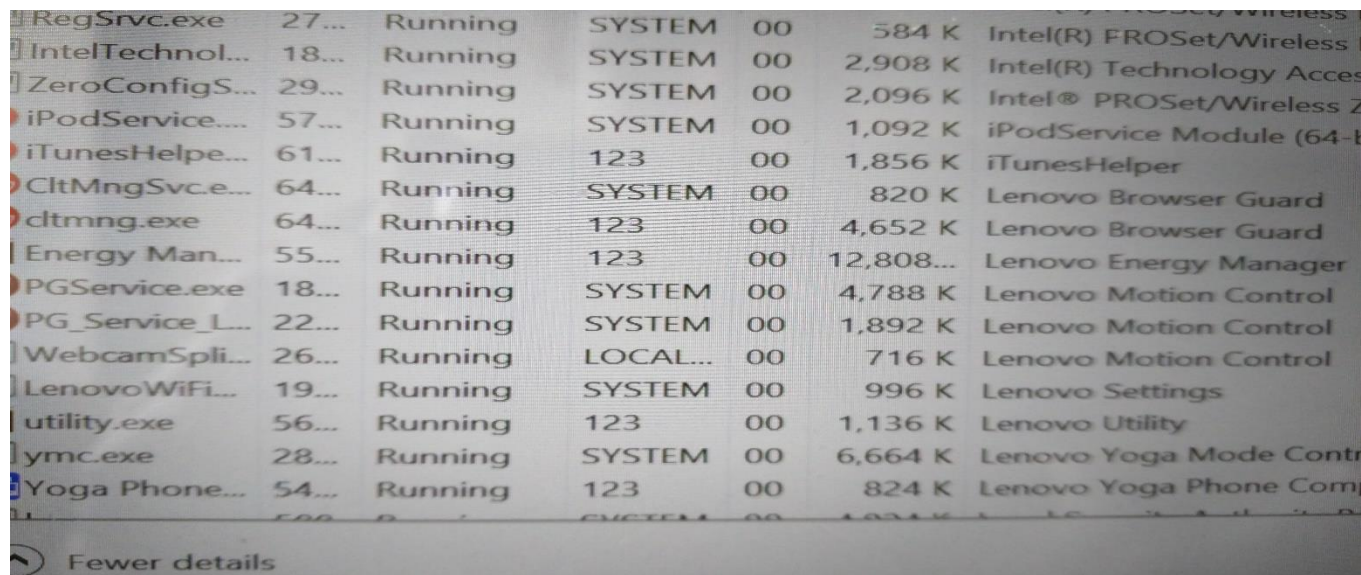 RegSrvc.exe 27... Running SYSTEM 00 584 K Intel(R) PROSet/Wireless
IntelTechnol... 18... Running SYSTEM 00 2,908 K Intel(R) Technology Acces
ZeroConfigS... 29... Running SYSTEM 00 2,096 K Intel® PROSet/Wireless Z
iPodService.... 57... Running SYSTEM 00 1,092 K iPodService Module (64-b
iTunesHelpe... 61... Running 123 00 1,856 K iTunesHelper
CltMngSvc.e... 64... Running SYSTEM 00 820 K Lenovo Browser Guard
cltmng.exe 64... Running 123 00 4,652 K Lenovo Browser Guard
Energy Man... 55... Running 123 00 12,808... Lenovo Energy Manager
PGService.exe 18... Running SYSTEM 00 4,788 K Lenovo Motion Control
PG_Service_L... 22... Running SYSTEM 00 1,892 K Lenovo Motion Control
WebcamSpli... 26... Running LOCAL... 00 716 K Lenovo Motion Control
LenovoWiFi... 19... Running SYSTEM 00 996 K Lenovo Settings
utility.exe 56... Running 123 00 1,136 K Lenovo Utility
ymc.exe 28... Running SYSTEM 00 6,664 K Lenovo Yoga Mode Contr
Yoga Phone... 54... Running 123 00 824 K Lenovo Yoga Phone Comp
Fewer details